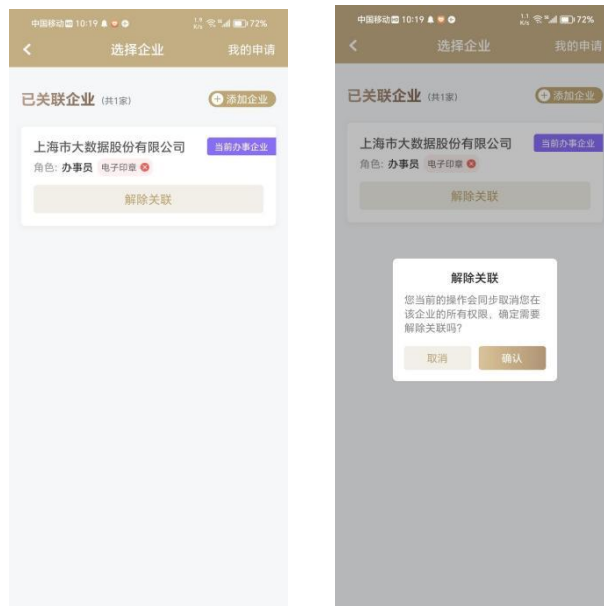 中国移动 10:19
1.9 K/s 72%
选择企业 我的申请
已关联企业 (共1家) 添加企业
上海市大数据股份有限公司 当前办事企业
角色: 办事员 电子印章
解除关联
中国移动 10:19
1.1 K/s 72%
选择企业 我的申请
已关联企业 (共1家) 添加企业
上海市大数据股份有限公司 当前办事企业
角色: 办事员 电子印章
解除关联
解除关联
您当前的操作会同步取消您在
该企业的所有权限，确定需要
解除关联吗?
取消 确认